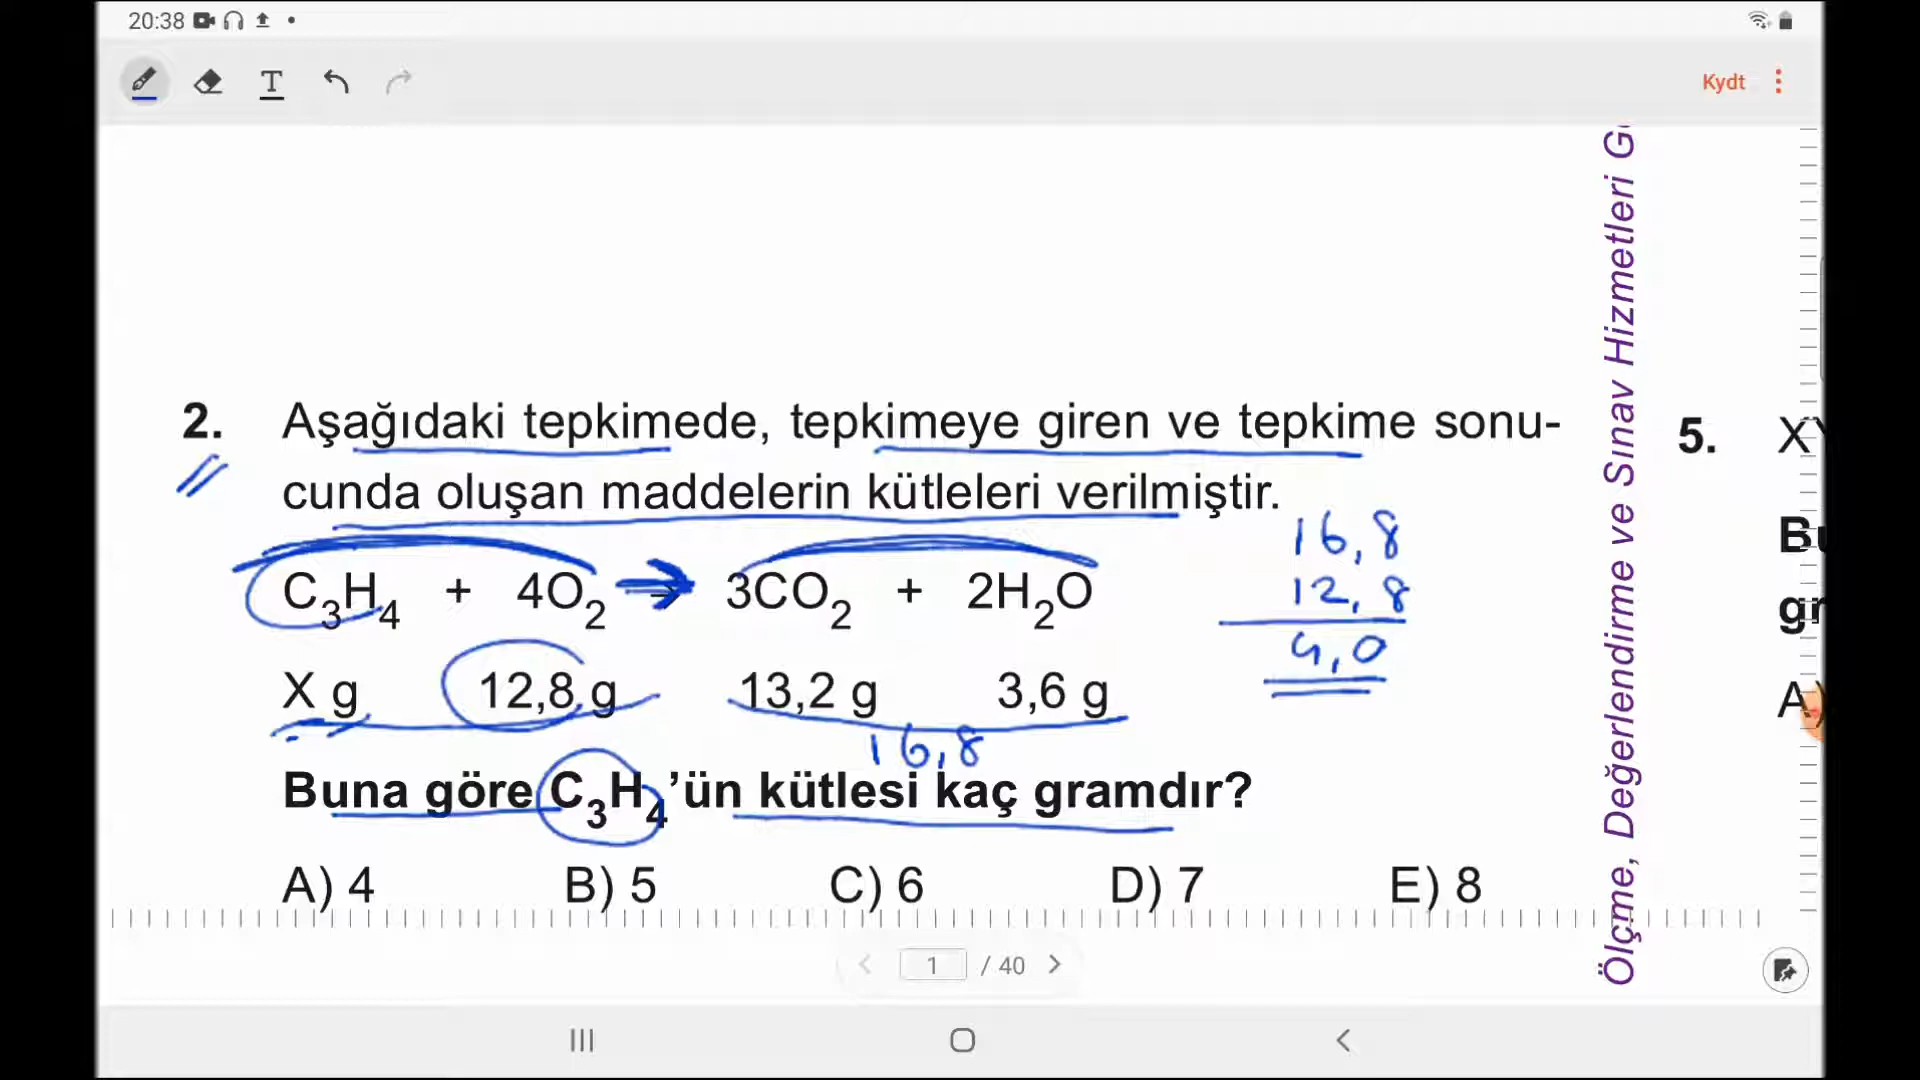 20:38
T
Kydt
2. Aşağıdaki tepkimede, tepkimeye giren ve tepkime sonu-
cunda oluşan maddelerin kütleleri verilmiştir.
C₃H₄ + 4O₂ → 3CO₂ + 2H₂O
X g 12,8 g 13,2 g 3,6 g
16,8
16,8
12,8
4,0
Buna göre C₃H₄'ün kütlesi kaç gramdır?
A) 4 B) 5 C) 6 D) 7 E) 8
Ölçme, Değerlendirme ve Sınav Hizmetleri G
5.
A)
1 / 40